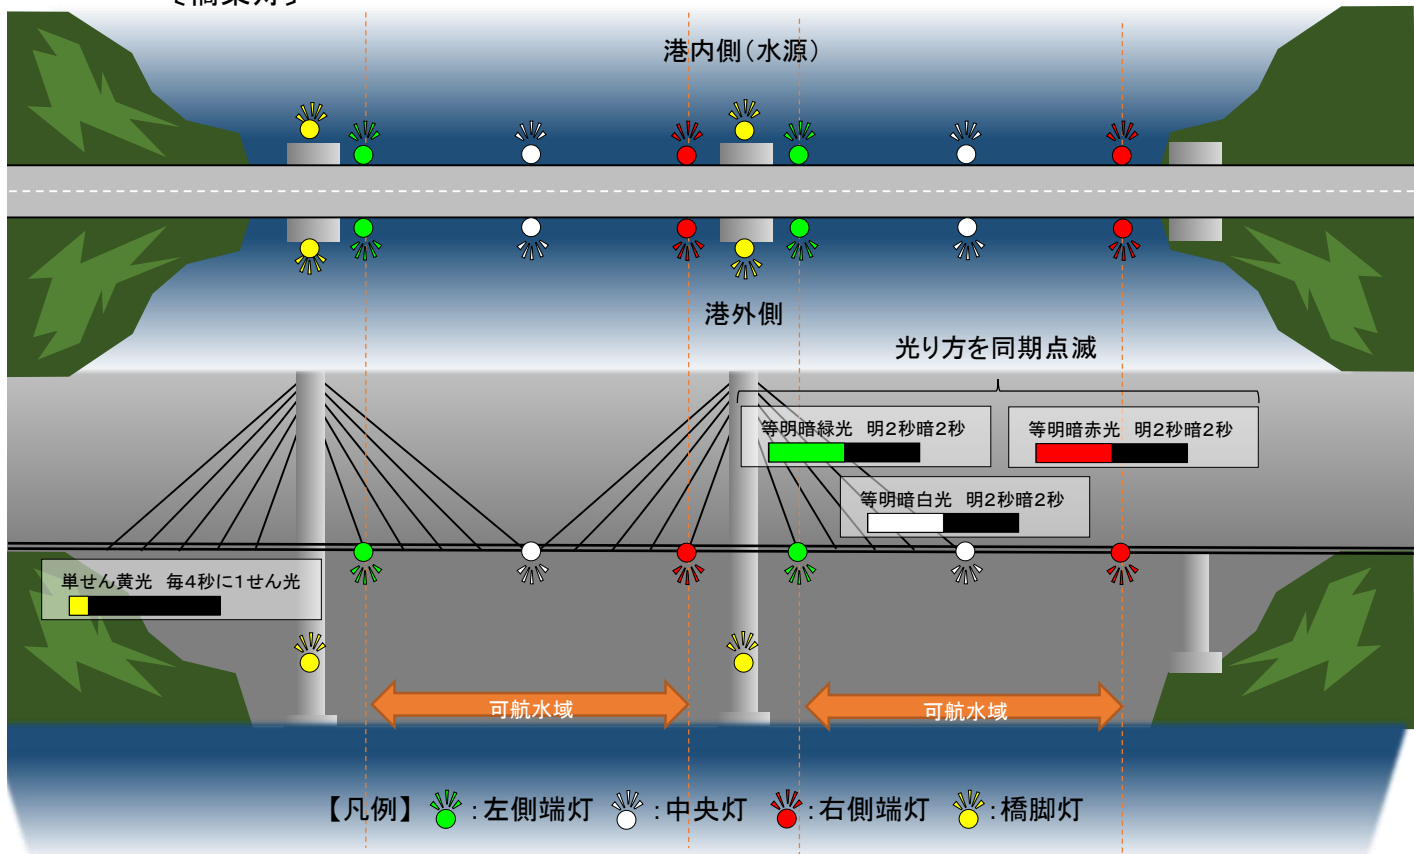 港内側(水源)
港外側
光り方を同期点滅
等明暗緑光 明2秒暗2秒
等明暗赤光 明2秒暗2秒
等明暗白光 明2秒暗2秒
単せん黄光 毎4秒に1せん光
可航水域
可航水域
【凡例】 :左側端灯 :中央灯 :右側端灯 :橋脚灯